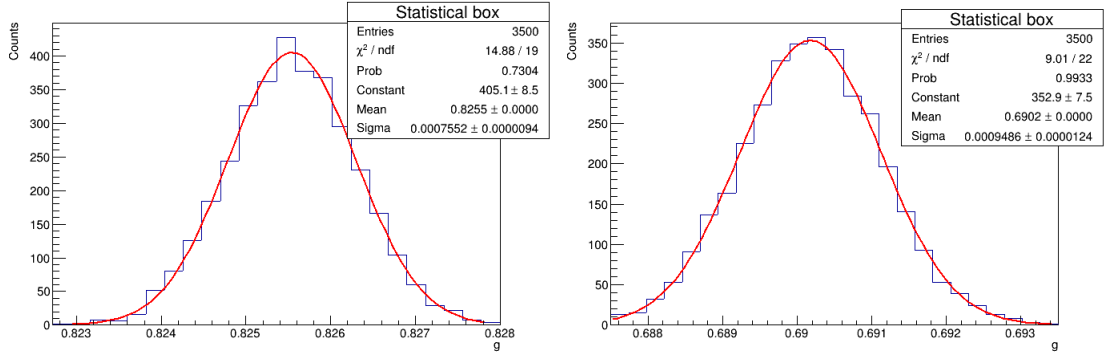 Statistical box
Entries 3500
χ² / ndf 14.88 / 19
Prob 0.7304
Constant 405.1 ± 8.5
Mean 0.8255 ± 0.0000
Sigma 0.0007552 ± 0.0000094
Counts
400
350
300
250
200
150
100
50
0
0.823 0.824 0.825 0.826 0.827 0.828
g
Statistical box
Entries 3500
χ² / ndf 9.01 / 22
Prob 0.9933
Constant 352.9 ± 7.5
Mean 0.6902 ± 0.0000
Sigma 0.0009486 ± 0.0000124
Counts
350
300
250
200
150
100
50
0
0.688 0.689 0.69 0.691 0.692 0.693
g